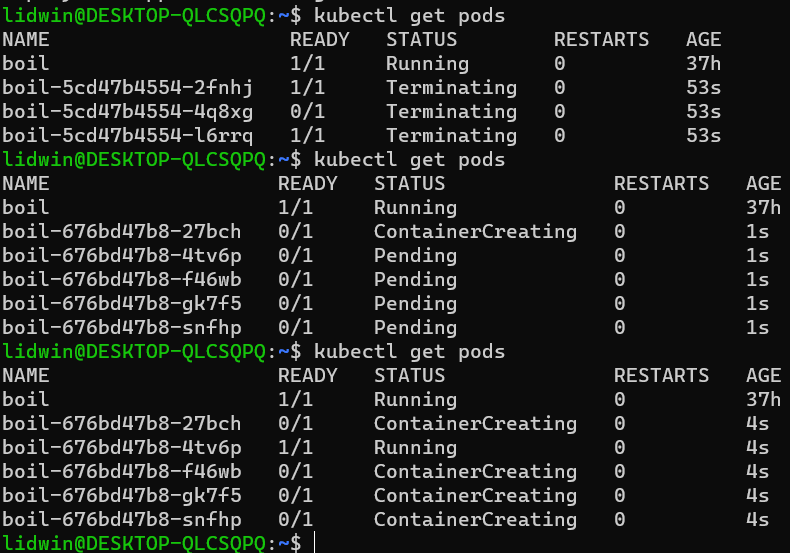 lidwin@DESKTOP-QLCSQPQ:~$ kubectl get pods
NAME READY STATUS RESTARTS AGE
boil 1/1 Running 0 37h
boil-5cd47b4554-2fnhj 1/1 Terminating 0 53s
boil-5cd47b4554-4q8xg 0/1 Terminating 0 53s
boil-5cd47b4554-l6rrq 1/1 Terminating 0 53s
lidwin@DESKTOP-QLCSQPQ:~$ kubectl get pods
NAME READY STATUS RESTARTS AGE
boil 1/1 Running 0 37h
boil-676bd47b8-27bch 0/1 ContainerCreating 0 1s
boil-676bd47b8-4tv6p 0/1 Pending 0 1s
boil-676bd47b8-f46wb 0/1 Pending 0 1s
boil-676bd47b8-gk7f5 0/1 Pending 0 1s
boil-676bd47b8-snfhp 0/1 Pending 0 1s
lidwin@DESKTOP-QLCSQPQ:~$ kubectl get pods
NAME READY STATUS RESTARTS AGE
boil 1/1 Running 0 37h
boil-676bd47b8-27bch 0/1 ContainerCreating 0 4s
boil-676bd47b8-4tv6p 1/1 Running 0 4s
boil-676bd47b8-f46wb 0/1 ContainerCreating 0 4s
boil-676bd47b8-gk7f5 0/1 ContainerCreating 0 4s
boil-676bd47b8-snfhp 0/1 ContainerCreating 0 4s
lidwin@DESKTOP-QLCSQPQ:~$